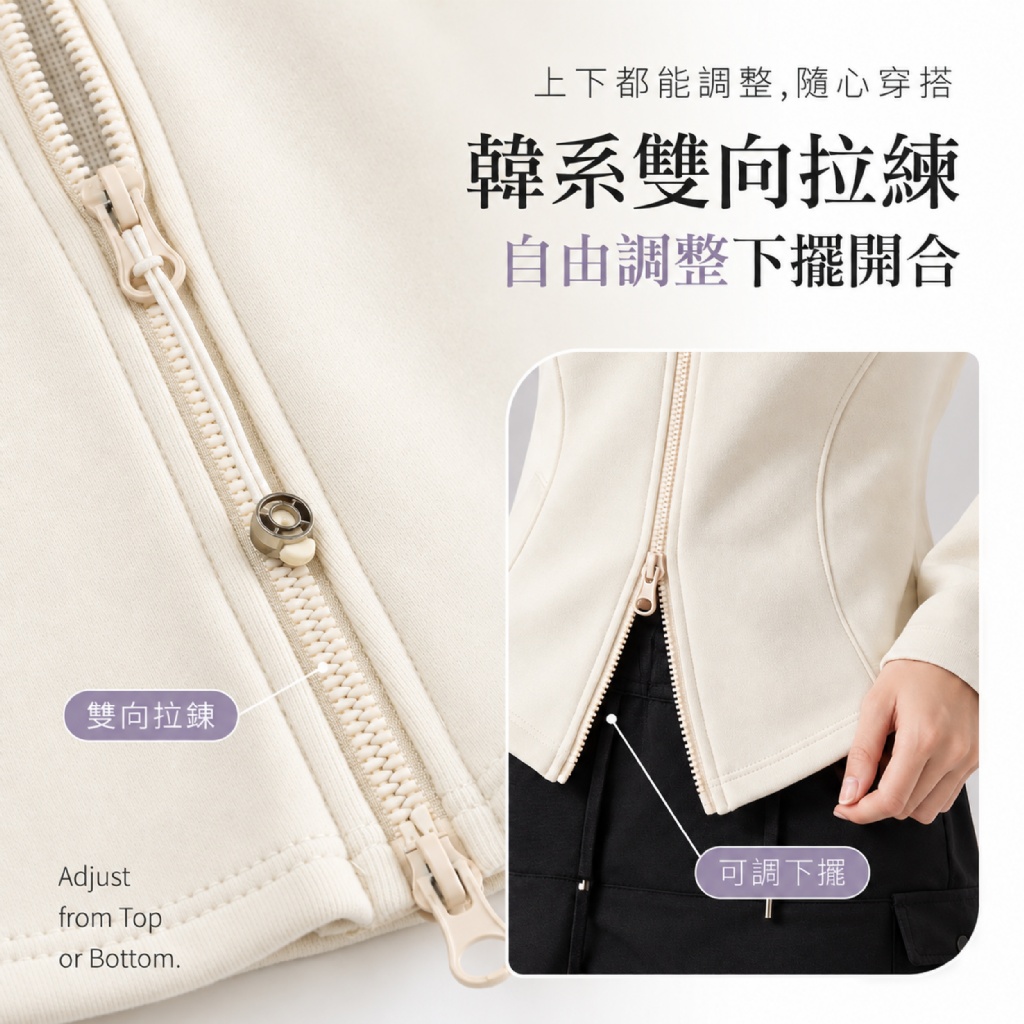 上下都能調整,隨心穿搭
韓系雙向拉練
自由調整下擺開合
雙向拉鍊
可調下擺
Adjust
from Top
or Bottom.